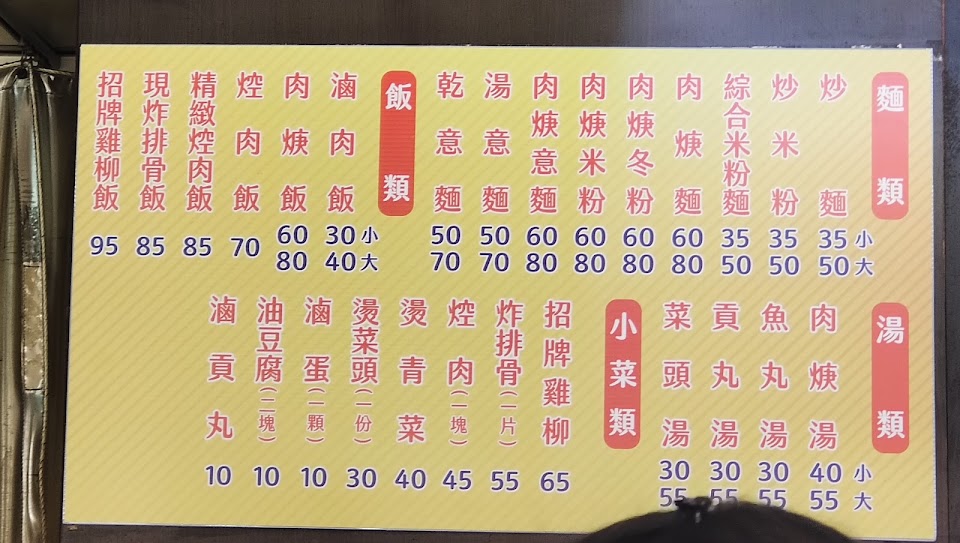 麵類
炒麵 35 50 小 大
炒米粉 35 50
綜合米粉麵 35 50
肉焿麵 60 80
肉焿冬粉 60 80
肉焿米粉 60 80
肉焿意麵 60 80
湯意麵 50 70
乾意麵 50 70
飯類
滷肉飯 30 40 小 大
肉焿飯 60 80
焢肉飯 70
精緻焢肉飯 85
現炸排骨飯 85
招牌雞柳飯 95
湯類
肉焿湯 40 55 小 大
魚丸湯 30 55
貢丸湯 30 55
菜頭湯 30 55
小菜類
招牌雞柳 65
炸排骨(一片) 55
焢肉(一塊) 45
燙青菜 40
燙菜頭(一份) 30
滷蛋(一顆) 10
油豆腐(二塊) 10
滷貢丸 10